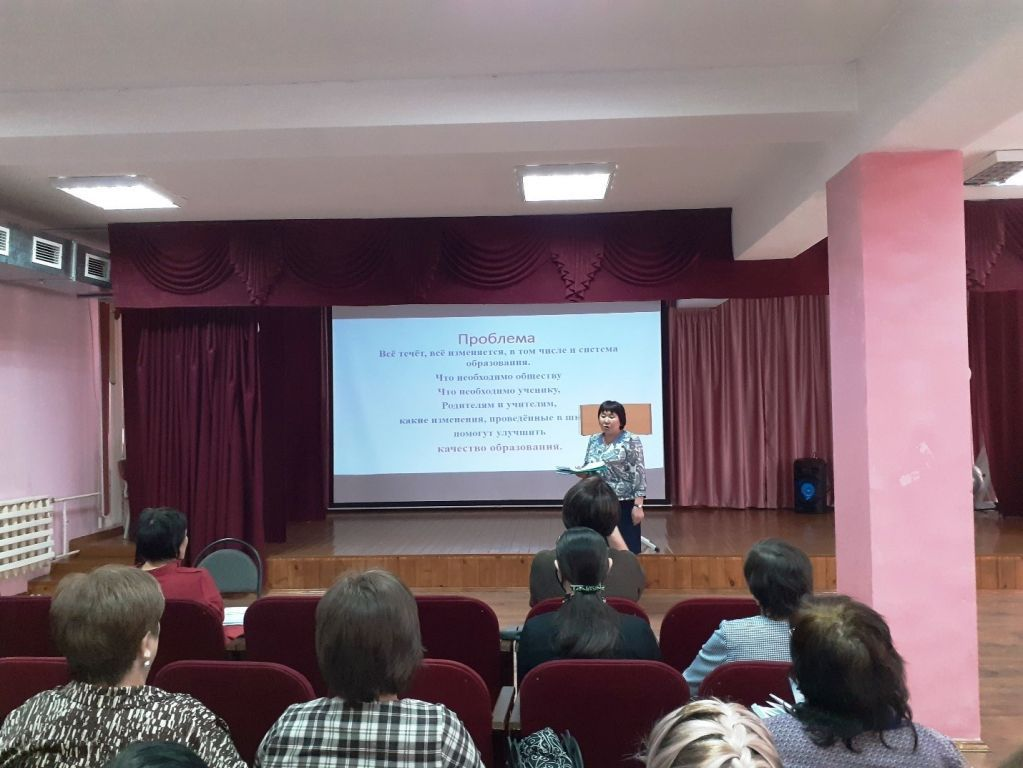 Проблема
Всё течёт, всё изменяется, в том числе и система
образования.
Что необходимо обществу
Что необходимо ученику,
Родителям и учителям,
какие изменения, проведённые в
помогут улучшить
качество образования.